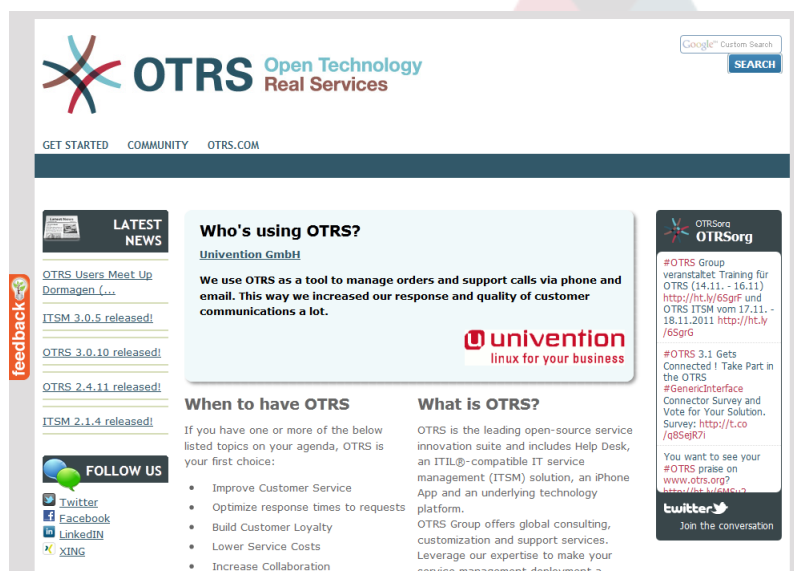 OTRS Open Technology
Real Services
Google™ Custom Search
SEARCH
GET STARTED COMMUNITY OTRS.COM
LATEST
NEWS
OTRS Users Meet Up
Dormagen (...
ITSM 3.0.5 released!
OTRS 3.0.10 released!
OTRS 2.4.11 released!
ITSM 2.1.4 released!
FOLLOW US
Twitter
Facebook
LinkedIN
XING
feedback
Who's using OTRS?
Univention GmbH
We use OTRS as a tool to manage orders and support calls via phone and
email. This way we increased our response and quality of customer
communications a lot.
univention
linux for your business
When to have OTRS
If you have one or more of the below
listed topics on your agenda, OTRS is
your first choice:
Improve Customer Service
Optimize response times to requests
Build Customer Loyalty
Lower Service Costs
Increase Collaboration
What is OTRS?
OTRS is the leading open-source service
innovation suite and includes Help Desk,
an ITIL®-compatible IT service
management (ITSM) solution, an iPhone
App and an underlying technology
platform.
OTRS Group offers global consulting,
customization and support services.
Leverage our expertise to make your
service management deployment a
OTRSorg
OTRSorg
#OTRS Group
veranstaltet Training für
OTRS (14.11. - 16.11)
http://ht.ly/6SgrF und
OTRS ITSM vom 17.11. -
18.11.2011 http://ht.ly
/6SgrG
#OTRS 3.1 Gets
Connected ! Take Part in
the OTRS
#GenericInterface
Connector Survey and
Vote for Your Solution.
Survey: http://t.co
/q8SejR7i
You want to see your
#OTRS praise on
www.otrs.org?
http://ht.ly/6MSu2
twitter
Join the conversation